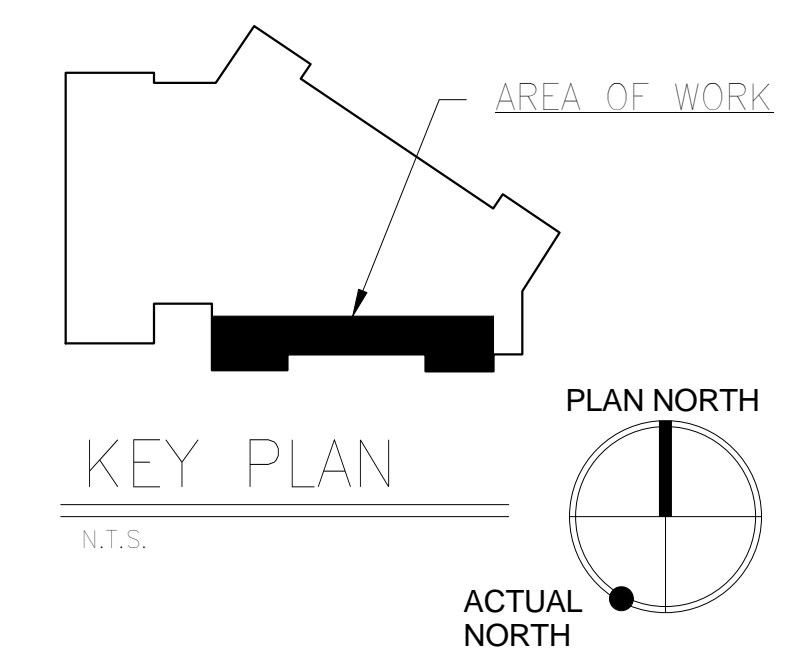 AREA OF WORK
PLAN NORTH
KEY PLAN
N.T.S.
ACTUAL
NORTH